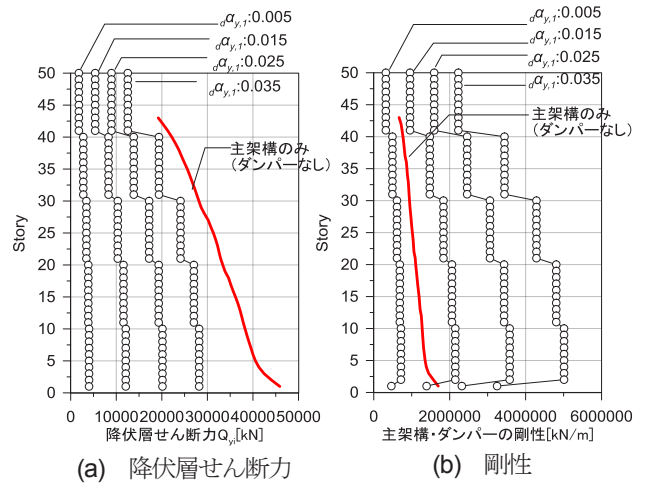 dαy,1:0.005
dαy,1:0.015
dαy,1:0.025
dαy,1:0.035
50
45
40
35
30
25
20
15
10
5
0
Story
主架構のみ
(ダンパーなし)
0 10000 20000 30000 40000 50000
降伏層せん断力Qyi[kN]
(a) 降伏層せん断力
dαy,1:0.005
dαy,1:0.015
dαy,1:0.025
dαy,1:0.035
50
45
40
35
30
25
20
15
10
5
0
Story
主架構のみ
(ダンパーなし)
0 2000000 4000000 6000000
主架構・ダンパーの剛性[kN/m]
(b) 剛性